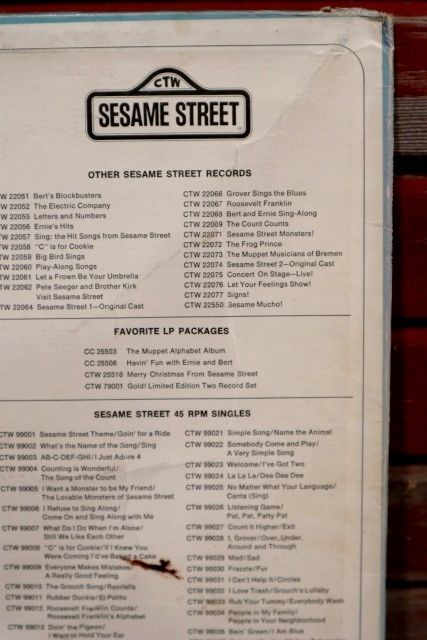 CTW
SESAME STREET
OTHER SESAME STREET RECORDS
TW 22051 Bert's Blockbusters
TW 22052 The Electric Company
TW 22055 Letters and Numbers
TW 22056 Ernie's Hits
TW 22057 Sing: the Hit Songs from Sesame Street
TW 22058 "C" is for Cookie
TW 22059 Big Bird Sings
TW 22060 Play-Along Songs
TW 22061 Let a Frown Be Your Umbrella
TW 22062 Pete Seeger and Brother Kirk
Visit Sesame Street
TW 22064 Sesame Street 1—Original Cast
CTW 22066 Grover Sings the Blues
CTW 22067 Roosevelt Franklin
CTW 22068 Bert and Ernie Sing-Along
CTW 22069 The Count Counts
CTW 22071 Sesame Street Monsters!
CTW 22072 The Frog Prince
CTW 22073 The Muppet Musicians of Bremen
CTW 22074 Sesame Street 2—Original Cast
CTW 22075 Concert On Stage—Live!
CTW 22076 Let Your Feelings Show!
CTW 22077 Signs!
CTW 22550 Sesame Mucho!
FAVORITE LP PACKAGES
CC 25503 The Muppet Alphabet Album
CC 25506 Havin' Fun with Ernie and Bert
CTW 25516 Merry Christmas From Sesame Street
CTW 79001 Gold! Limited Edition Two Record Set
SESAME STREET 45 RPM SINGLES
CTW 99001 Sesame Street Theme/Goin' for a Ride
CTW 99002 What's the Name of the Song/Sing
CTW 99003 AB-C-DEF-GHI/I Just Adore 4
CTW 99004 Counting is Wonderful/
The Song of the Count
CTW 99005 I Want a Monster to be My Friend/
The Lovable Monsters of Sesame Street
CTW 99006 I Refuse to Sing Along/
Come On and Sing Along with Me
CTW 99007 What Do I Do When I'm Alone/
Still We Like Each Other
CTW 99008 "C" is for Cookie/If I Knew You
Were Coming I'd've Baked a Cake
CTW 99009 Everyone Makes Mistakes/
A Really Good Feeling
CTW 99010 The Grouch Song/Rainfalls
CTW 99011 Rubber Duckie/El Patito
CTW 99012 Roosevelt Franklin Counts/
Roosevelt Franklin's Alphabet
CTW 99013 Doin' the Pigeon/
I Want to Hold Your Ear
CTW 99021 Simple Song/Name the Animal
CTW 99022 Somebody Come and Play/
A Very Simple Song
CTW 99023 Welcome/I've Got Two
CTW 99024 La La La/Dee Dee Dee
CTW 99025 No Matter What Your Language/
Canta (Sing)
CTW 99026 Listening Game/
Pat, Pat, Patty Pat
CTW 99027 Count It Higher/Exit
CTW 99028 I, Grover/Over, Under,
Around and Through
CTW 99029 Mad/Sad
CTW 99030 Frazzle/Fur
CTW 99031 I Can't Help It/Circles
CTW 99032 I Love Trash/Grouch's Lullaby
CTW 99033 Rub Your Tummy/Everybody Wash
CTW 99034 People in My Family/
People in Your Neighborhood
CTW 99035 Bein' Green/I Am Blue